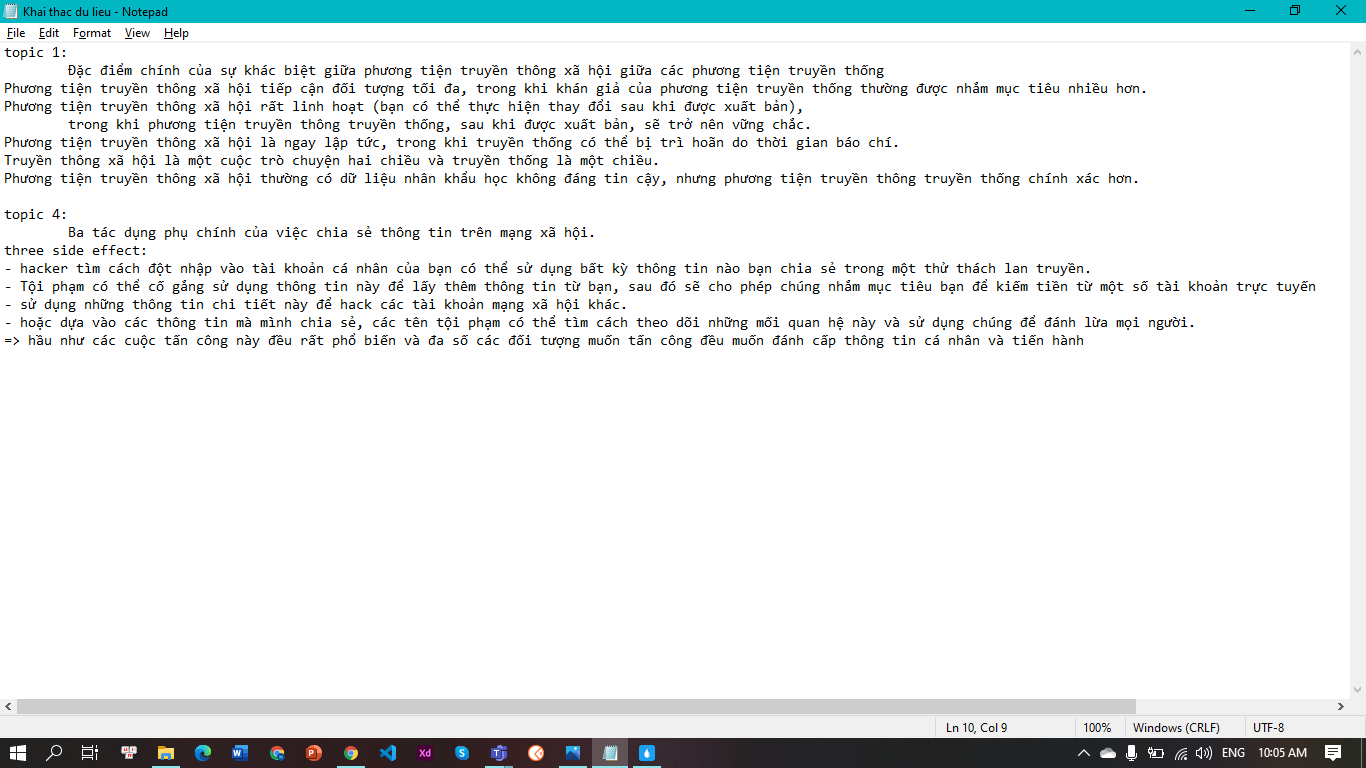 Khai thac du lieu - Notepad
File Edit Format View Help
topic 1:
Đặc điểm chính của sự khác biệt giữa phương tiện truyền thông xã hội giữa các phương tiện truyền thống
Phương tiện truyền thông xã hội tiếp cận đối tượng tối đa, trong khi khán giả của phương tiện truyền thống thường được nhắm mục tiêu nhiều hơn.
Phương tiện truyền thông xã hội rất linh hoạt (bạn có thể thực hiện thay đổi sau khi được xuất bản),
trong khi phương tiện truyền thông truyền thống, sau khi được xuất bản, sẽ trở nên vững chắc.
Phương tiện truyền thông xã hội là ngay lập tức, trong khi truyền thống có thể bị trì hoãn do thời gian báo chí.
Truyền thông xã hội là một cuộc trò chuyện hai chiều và truyền thống là một chiều.
Phương tiện truyền thông xã hội thường có dữ liệu nhân khẩu học không đáng tin cậy, nhưng phương tiện truyền thông truyền thống chính xác hơn.
topic 4:
Ba tác dụng phụ chính của việc chia sẻ thông tin trên mạng xã hội.
three side effect:
- hacker tìm cách đột nhập vào tài khoản cá nhân của bạn có thể sử dụng bất kỳ thông tin nào bạn chia sẻ trong một thử thách lan truyền.
- Tội phạm có thể cố gắng sử dụng thông tin này để lấy thêm thông tin từ bạn, sau đó sẽ cho phép chúng nhắm mục tiêu bạn để kiếm tiền từ một số tài khoản trực tuyến
- sử dụng những thông tin chi tiết này để hack các tài khoản mạng xã hội khác.
- hoặc dựa vào các thông tin mà mình chia sẻ, các tên tội phạm có thể tìm cách theo dõi những mối quan hệ này và sử dụng chúng để đánh lừa mọi người.
=> hầu như các cuộc tấn công này đều rất phổ biến và đa số các đối tượng muốn tấn công đều muốn đánh cấp thông tin cá nhân và tiến hành
Ln 10, Col 9 100% Windows (CRLF) UTF-8
ENG 10:05 AM